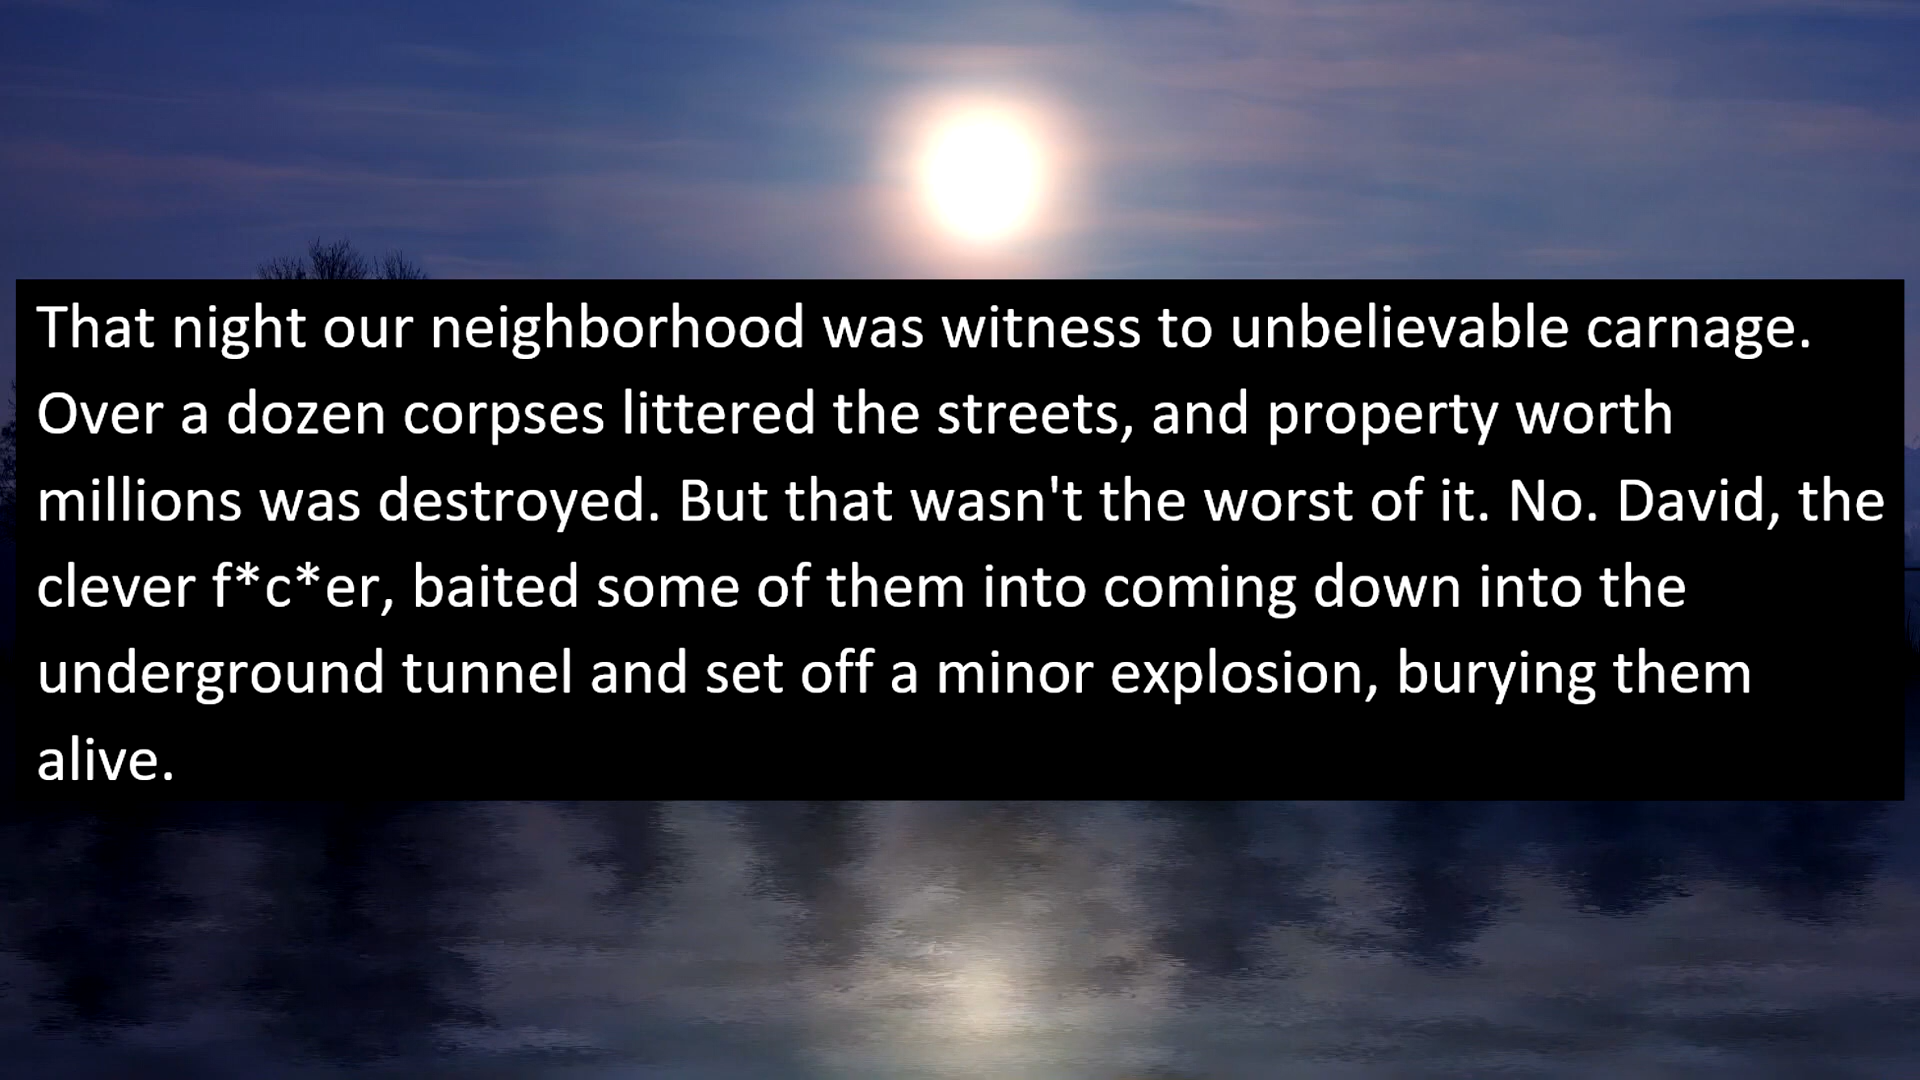 That night our neighborhood was witness to unbelievable carnage.
Over a dozen corpses littered the streets, and property worth
millions was destroyed. But that wasn't the worst of it. No. David, the
clever f*c*er, baited some of them into coming down into the
underground tunnel and set off a minor explosion, burying them
alive.